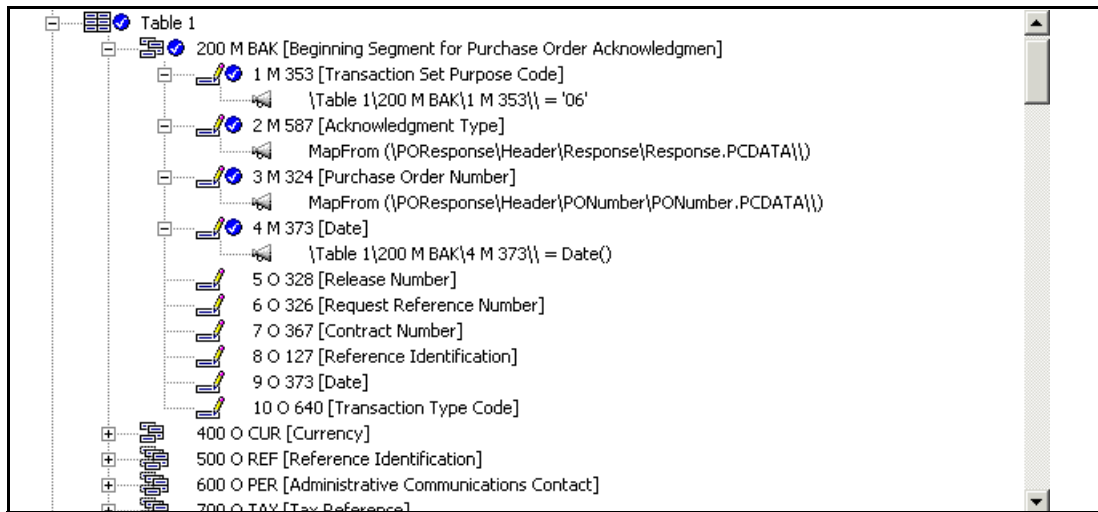 Table 1
200 M BAK [Beginning Segment for Purchase Order Acknowledgmen]
1 M 353 [Transaction Set Purpose Code]
\Table 1\200 M BAK\1 M 353\\ = '06'
2 M 587 [Acknowledgment Type]
MapFrom (\POResponse\Header\Response\Response.PCDATA\\)
3 M 324 [Purchase Order Number]
MapFrom (\POResponse\Header\PONumber\PONumber.PCDATA\\)
4 M 373 [Date]
\Table 1\200 M BAK\4 M 373\\ = Date()
5 O 328 [Release Number]
6 O 326 [Request Reference Number]
7 O 367 [Contract Number]
8 O 127 [Reference Identification]
9 O 373 [Date]
10 O 640 [Transaction Type Code]
400 O CUR [Currency]
500 O REF [Reference Identification]
600 O PER [Administrative Communications Contact]
700 O TAX [Tax Reference]